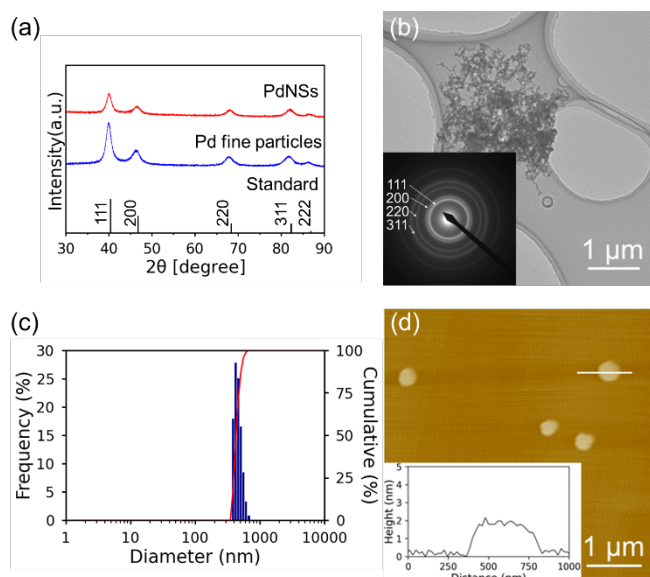 (a)
Intensity(a.u.)
PdNSs
Pd fine particles
Standard
111
200
220
311
222
30 40 50 60 70 80 90
2θ [degree]
(b)
111
200
220
311
1 μm
(c)
Frequency (%)
30
25
20
15
10
5
0
100
75
50
25
0
Cumulative (%)
1 10 100 1000 10000
Diameter (nm)
(d)
Height (nm)
5
4
3
2
1
0
0 250 500 750 1000
Distance (nm)
1 μm